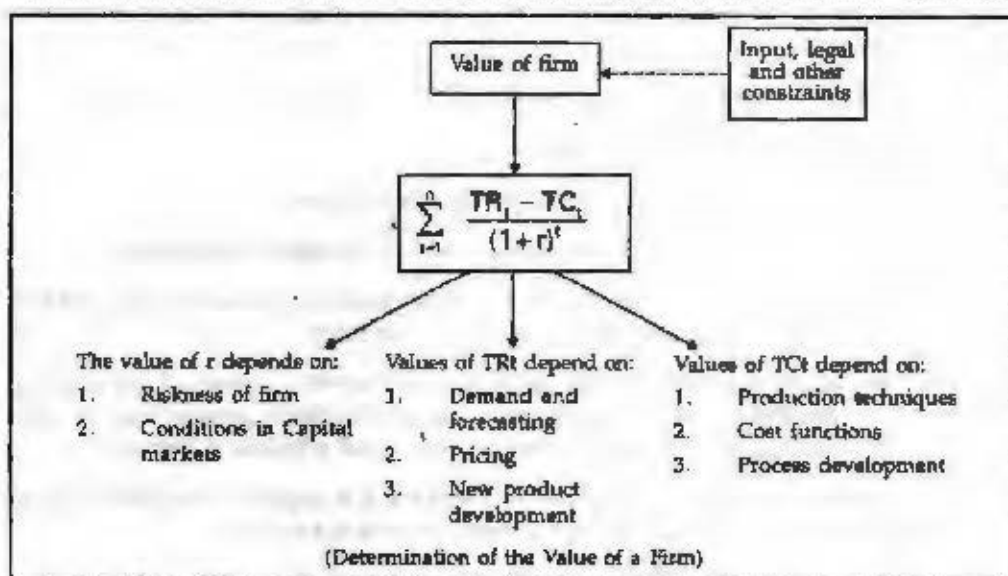 Value of firm
Input, legal
and other
constraints
n
∑ TR_t − TC_t / (1 + r)^t
t=1
The value of r depends on:
1. Riskness of firm
2. Conditions in Capital
markets
Values of TRt depend on:
1. Demand and
forecasting
2. Pricing
3. New product
development
Values of TCt depend on:
1. Production techniques
2. Cost functions
3. Process development
(Determination of the Value of a Firm)